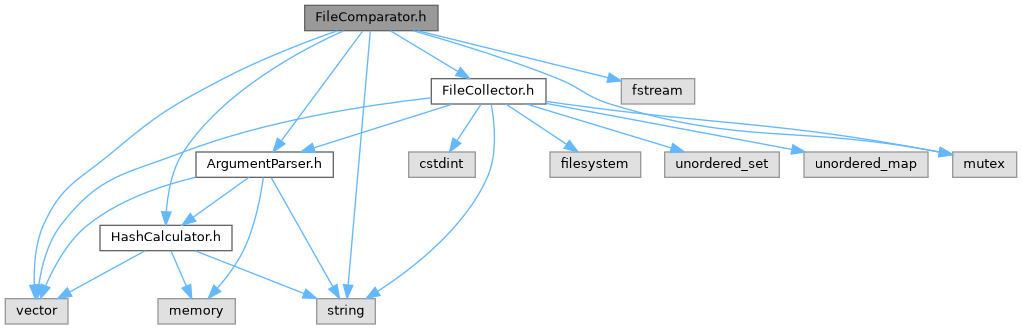 FileComparator.h
FileCollector.h
fstream
ArgumentParser.h
cstdint
filesystem
unordered_set
unordered_map
mutex
HashCalculator.h
vector
memory
string